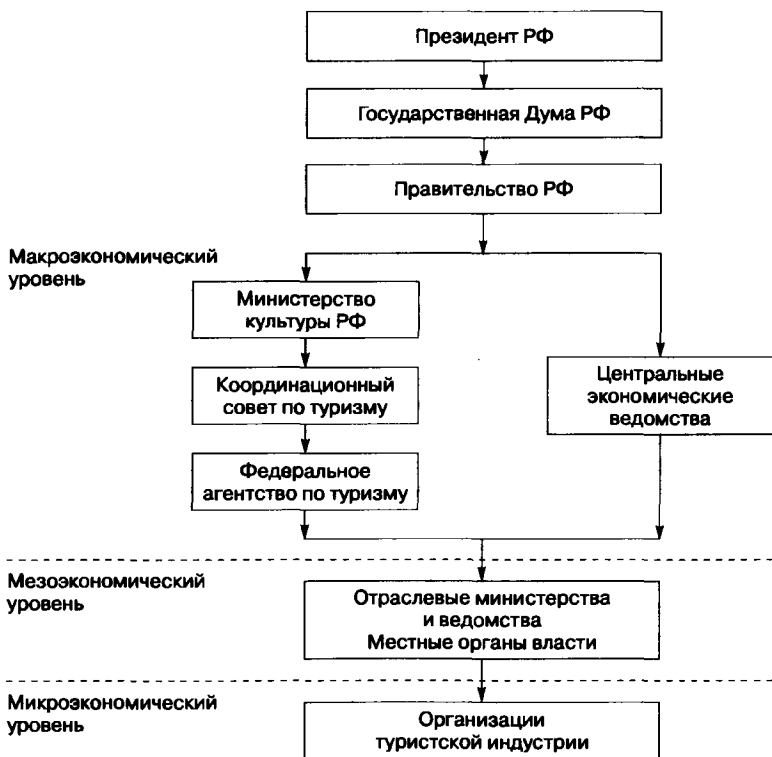 Президент РФ
Государственная Дума РФ
Правительство РФ
Макроэкономический
уровень
Министерство
культуры РФ
Координационный
совет по туризму
Федеральное
агентство по туризму
Центральные
экономические
ведомства
Мезоэкономический
уровень
Отраслевые министерства
и ведомства
Местные органы власти
Микроэкономический
уровень
Организации
туристской индустрии